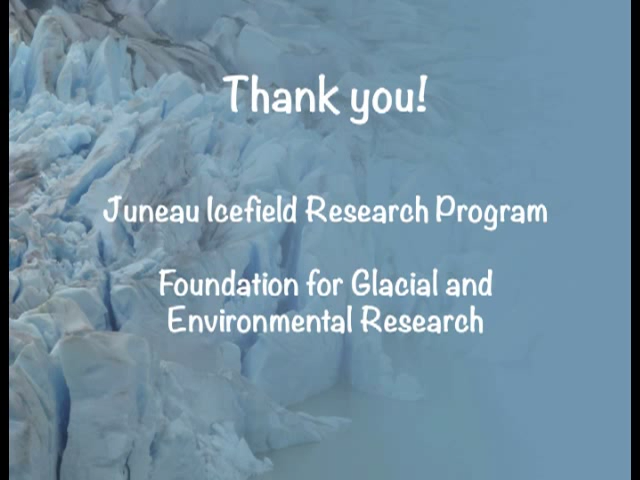 Thank you!
Juneau Icefield Research Program
Foundation for Glacial and
Environmental Research